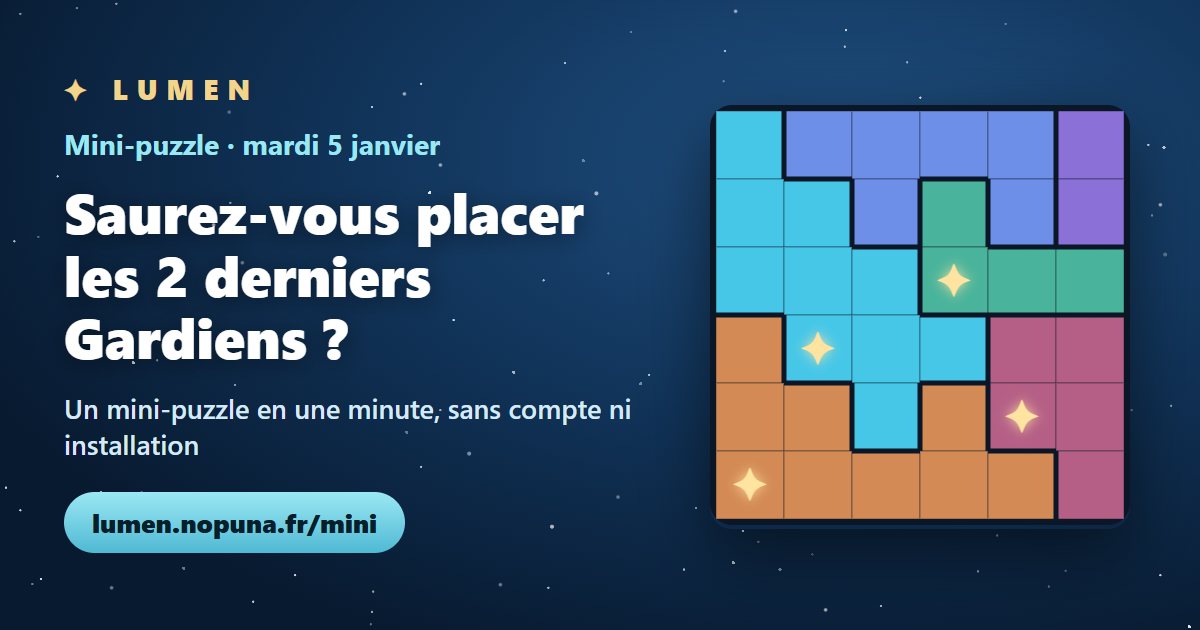 LUMEN
Mini-puzzle · mardi 5 janvier
Saurez-vous placer
les 2 derniers
Gardiens ?
Un mini-puzzle en une minute, sans compte ni
installation
lumen.nopuna.fr/mini